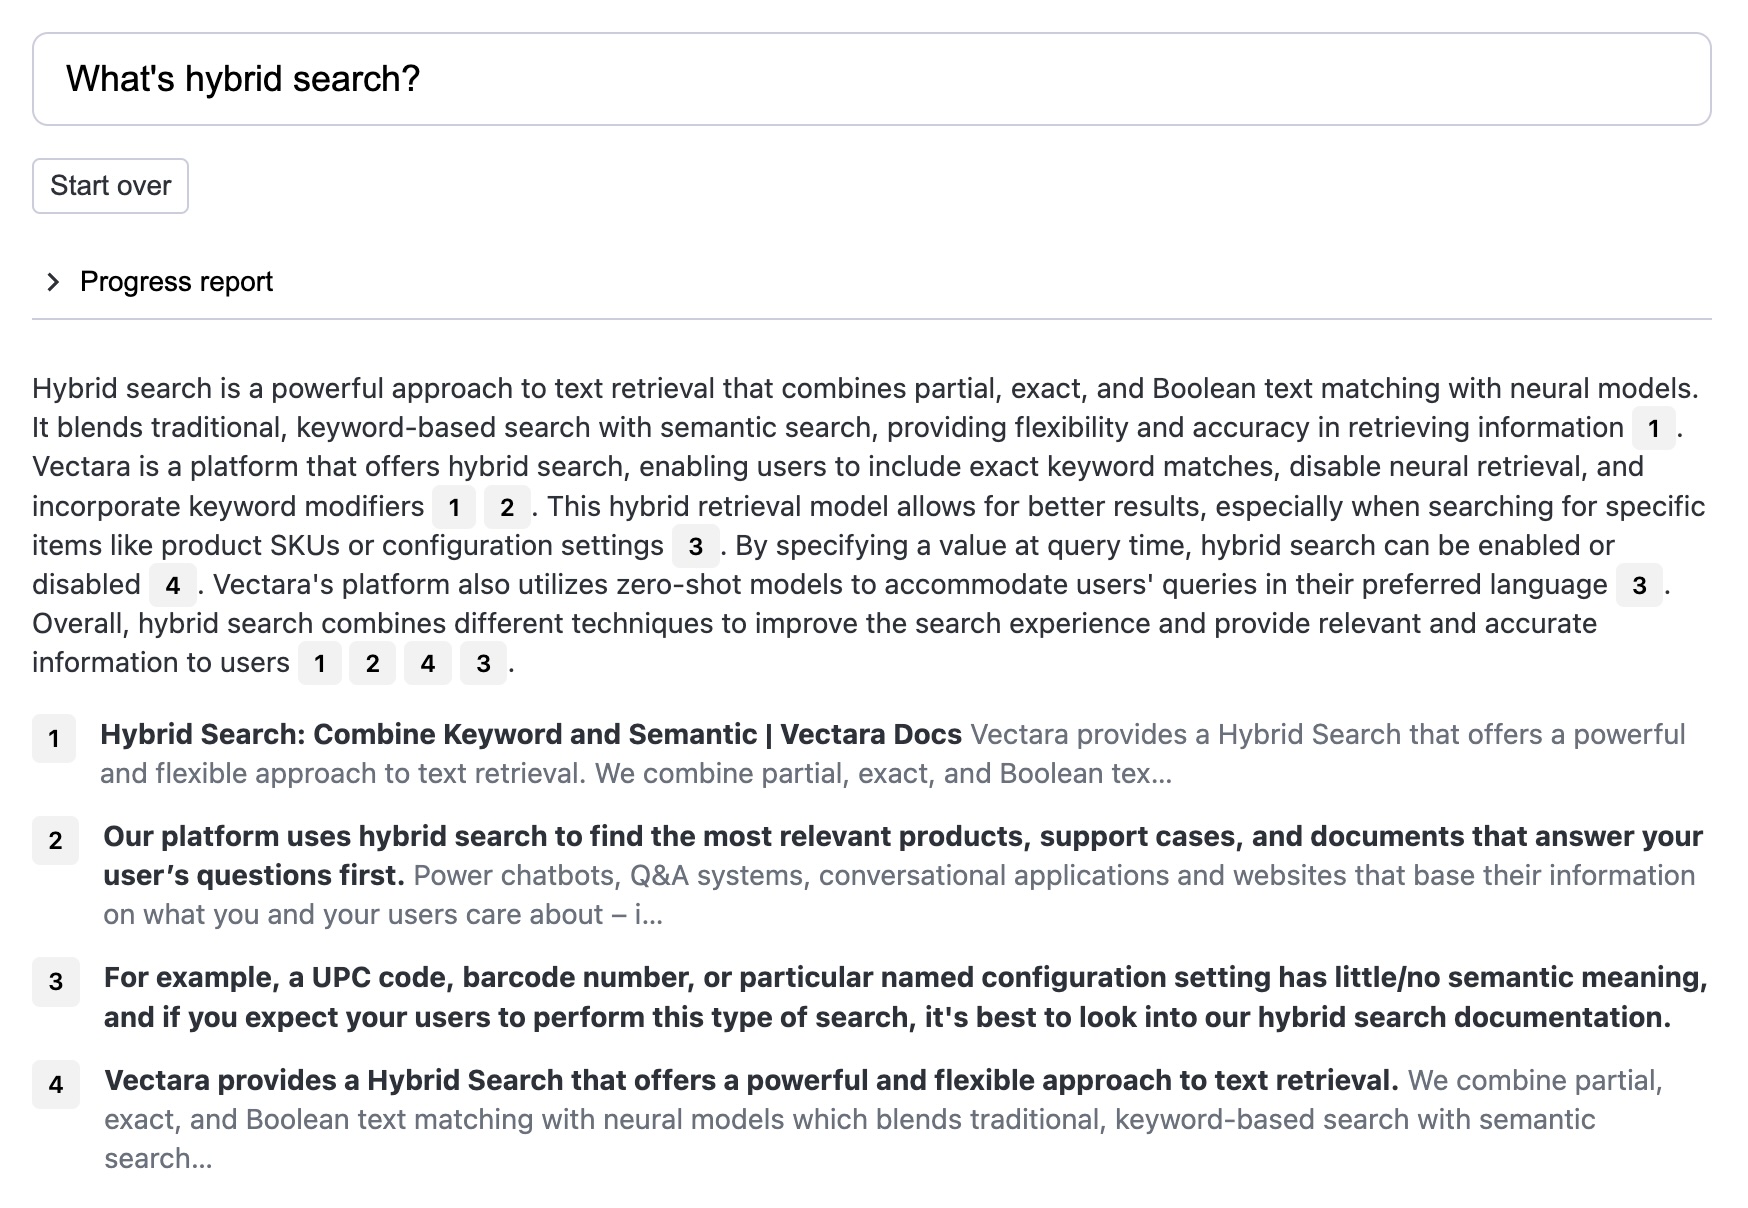 What's hybrid search?
Start over
Progress report
Hybrid search is a powerful approach to text retrieval that combines partial, exact, and Boolean text matching with neural models.
It blends traditional, keyword-based search with semantic search, providing flexibility and accuracy in retrieving information 1 .
Vectara is a platform that offers hybrid search, enabling users to include exact keyword matches, disable neural retrieval, and
incorporate keyword modifiers 1 2 . This hybrid retrieval model allows for better results, especially when searching for specific
items like product SKUs or configuration settings 3 . By specifying a value at query time, hybrid search can be enabled or
disabled 4 . Vectara's platform also utilizes zero-shot models to accommodate users' queries in their preferred language 3 .
Overall, hybrid search combines different techniques to improve the search experience and provide relevant and accurate
information to users 1 2 4 3 .
1 Hybrid Search: Combine Keyword and Semantic | Vectara Docs Vectara provides a Hybrid Search that offers a powerful
and flexible approach to text retrieval. We combine partial, exact, and Boolean tex...
2 Our platform uses hybrid search to find the most relevant products, support cases, and documents that answer your
user’s questions first. Power chatbots, Q&A systems, conversational applications and websites that base their information
on what you and your users care about – i...
3 For example, a UPC code, barcode number, or particular named configuration setting has little/no semantic meaning,
and if you expect your users to perform this type of search, it's best to look into our hybrid search documentation.
4 Vectara provides a Hybrid Search that offers a powerful and flexible approach to text retrieval. We combine partial,
exact, and Boolean text matching with neural models which blends traditional, keyword-based search with semantic
search...